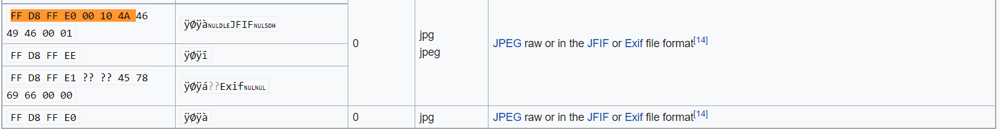 FF D8 FF E0 00 10 4A 46
49 46 00 01
ÿØÿàNULDLEJFIFNULSOH
0
jpg
jpeg
JPEG raw or in the JFIF or Exif file format[14]
FF D8 FF EE
ÿØÿî
FF D8 FF E1 ?? ?? 45 78
69 66 00 00
ÿØÿá??ExifNULNUL
FF D8 FF E0
ÿØÿà
0
jpg
JPEG raw or in the JFIF or Exif file format[14]